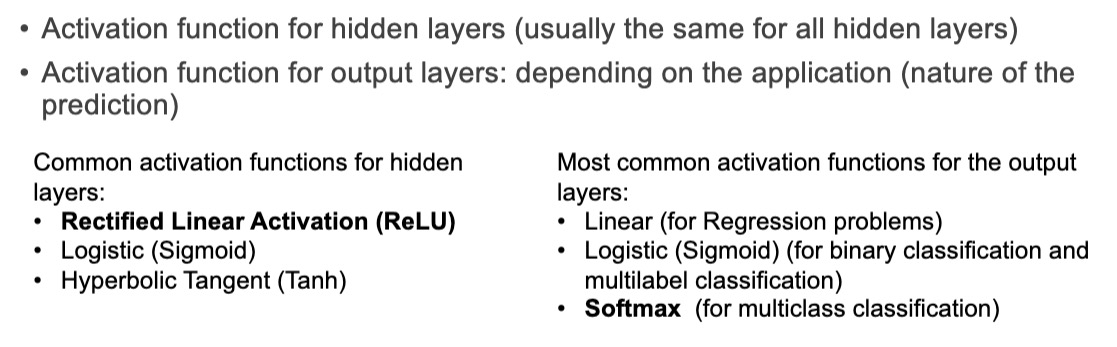 • Activation function for hidden layers (usually the same for all hidden layers)
• Activation function for output layers: depending on the application (nature of the
prediction)
Common activation functions for hidden
layers:
• Rectified Linear Activation (ReLU)
• Logistic (Sigmoid)
• Hyperbolic Tangent (Tanh)
Most common activation functions for the output
layers:
• Linear (for Regression problems)
• Logistic (Sigmoid) (for binary classification and
multilabel classification)
• Softmax (for multiclass classification)